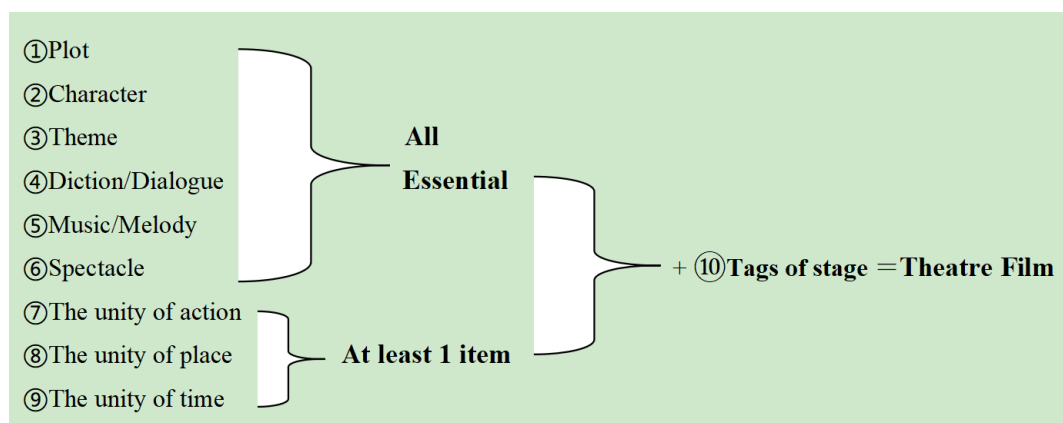 ①Plot
②Character
③Theme
④Diction/Dialogue
⑤Music/Melody
⑥Spectacle
⑦The unity of action
⑧The unity of place
⑨The unity of time
All
Essential
At least 1 item
+ ⑩Tags of stage ＝Theatre Film